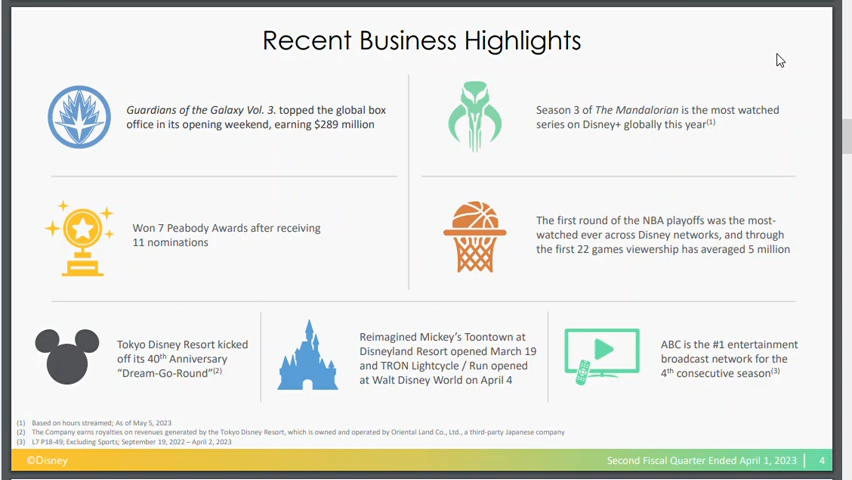 Recent Business Highlights
Guardians of the Galaxy Vol. 3. topped the global box
office in its opening weekend, earning $289 million
Season 3 of The Mandalorian is the most watched
series on Disney+ globally this year(1)
Won 7 Peabody Awards after receiving
11 nominations
The first round of the NBA playoffs was the most-
watched ever across Disney networks, and through
the first 22 games viewership has averaged 5 million
Tokyo Disney Resort kicked
off its 40th Anniversary
“Dream-Go-Round”(2)
Reimagined Mickey’s Toontown at
Disneyland Resort opened March 19
and TRON Lightcycle / Run opened
at Walt Disney World on April 4
ABC is the #1 entertainment
broadcast network for the
4th consecutive season(3)
(1) Based on hours streamed; As of May 5, 2023
(2) The Company earns royalties on revenues generated by the Tokyo Disney Resort, which is owned and operated by Oriental Land Co., Ltd., a third-party Japanese company
(3) L7 P18-49; Excluding Sports; September 19, 2022 – April 2, 2023
©Disney
Second Fiscal Quarter Ended April 1, 2023 | 4